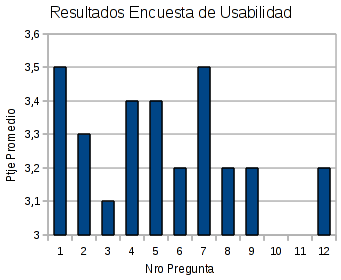 Resultados Encuesta de Usabilidad
3,6
3,5
3,4
3,3
3,2
3,1
3
Ptje Promedio
1 2 3 4 5 6 7 8 9 10 11 12
Nro Pregunta